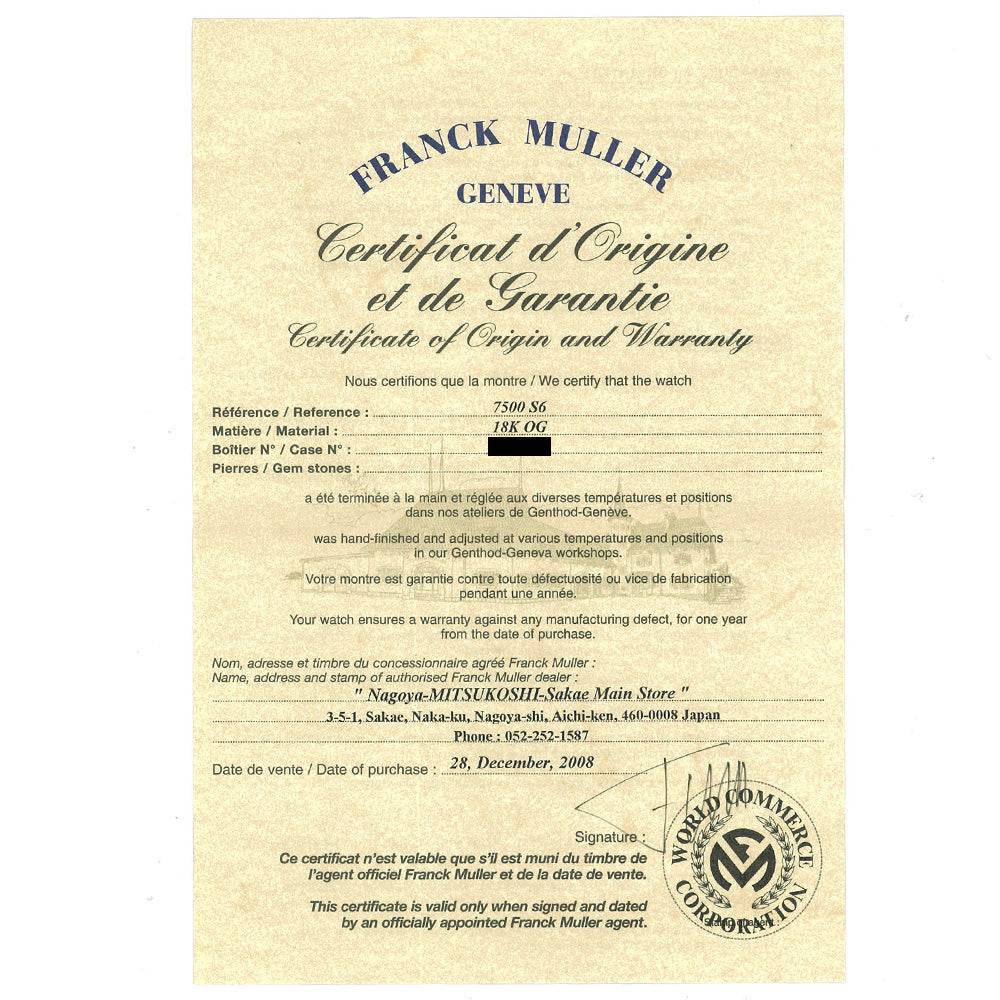 FRANCK MULLER
GENEVE
Certificat d'Origine
et de Garantie
Certificate of Origin and Warranty
Nous certifions que la montre / We certify that the watch
Référence / Reference : 7500 S6
Matière / Material : 18K OG
Boîtier N° / Case N° :
Pierres / Gem stones :
a été terminée à la main et réglée aux diverses températures et positions
dans nos ateliers de Genthod-Genève.
was hand-finished and adjusted at various temperatures and positions
in our Genthod-Geneva workshops.
Votre montre est garantie contre toute défectuosité ou vice de fabrication
pendant une année.
Your watch ensures a warranty against any manufacturing defect, for one year
from the date of purchase.
Nom, adresse et timbre du concessionnaire agréé Franck Muller :
Name, address and stamp of authorised Franck Muller dealer :
" Nagoya-MITSUKOSHI-Sakae Main Store "
3-5-1, Sakae, Naka-ku, Nagoya-shi, Aichi-ken, 460-0008 Japan
Phone : 052-252-1587
Date de vente / Date of purchase : 28, December, 2008
Signature :
WORLD COMMERCE
CORPORATION
Ce certificat n'est valable que s'il est muni du timbre de
l'agent officiel Franck Muller et de la date de vente.
This certificate is valid only when signed and dated
by an officially appointed Franck Muller agent.